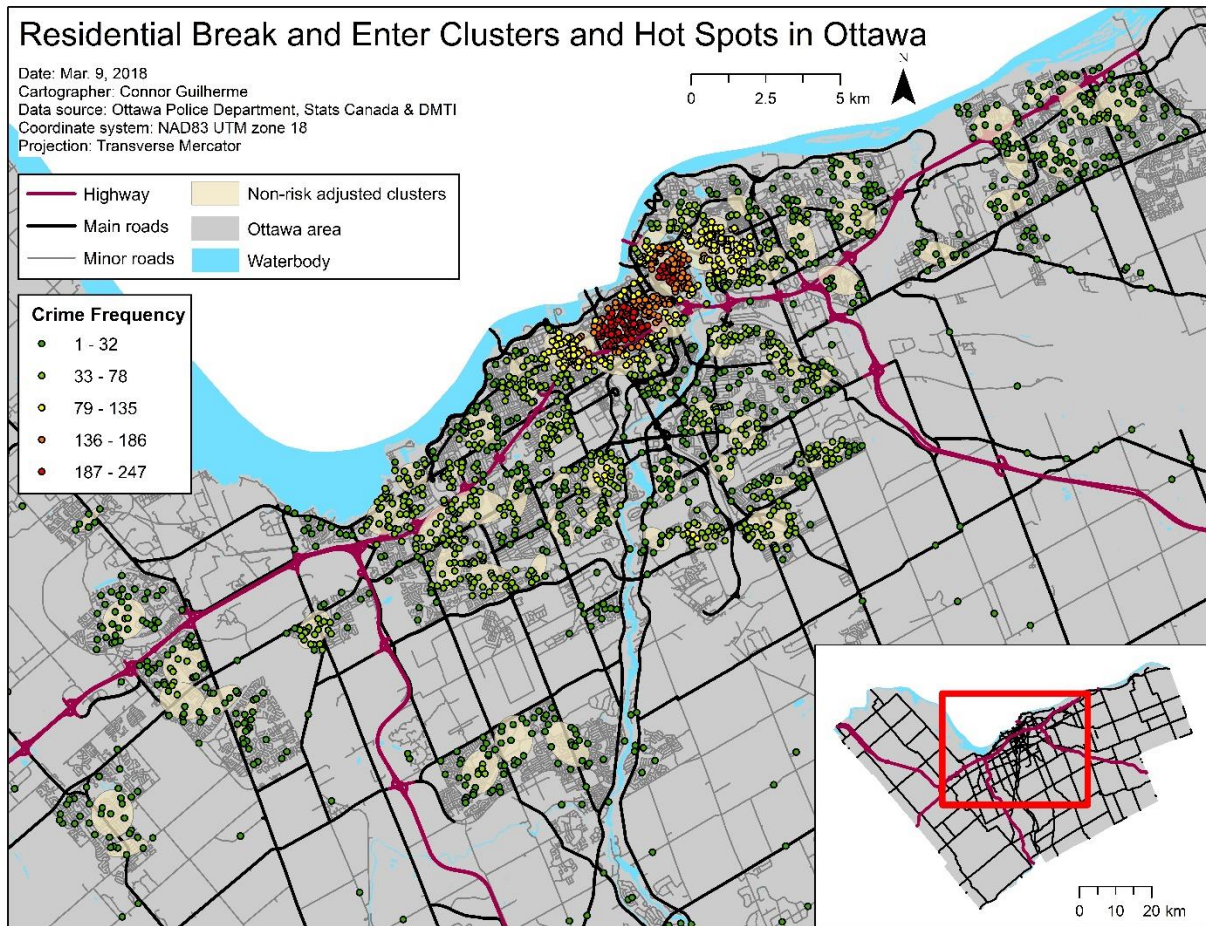 Residential Break and Enter Clusters and Hot Spots in Ottawa
Date: Mar. 9, 2018
Cartographer: Connor Guilherme
Data source: Ottawa Police Department, Stats Canada & DMTI
Coordinate system: NAD83 UTM zone 18
Projection: Transverse Mercator
N
0 2.5 5 km
Highway
Main roads
Minor roads
Non-risk adjusted clusters
Ottawa area
Waterbody
Crime Frequency
1 - 32
33 - 78
79 - 135
136 - 186
187 - 247
0 10 20 km